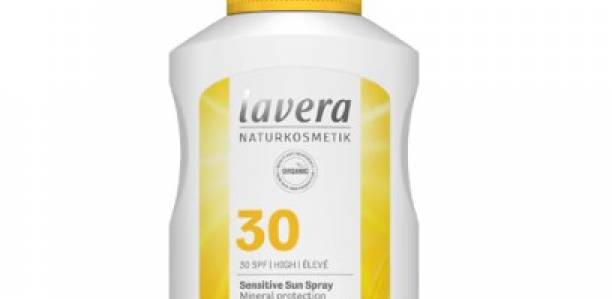 lavera
NATURKOSMETIK
ORGANIC
30
30 SPF | HIGH | ÉLEVÉ
Sensitive Sun Spray
Mineral protection